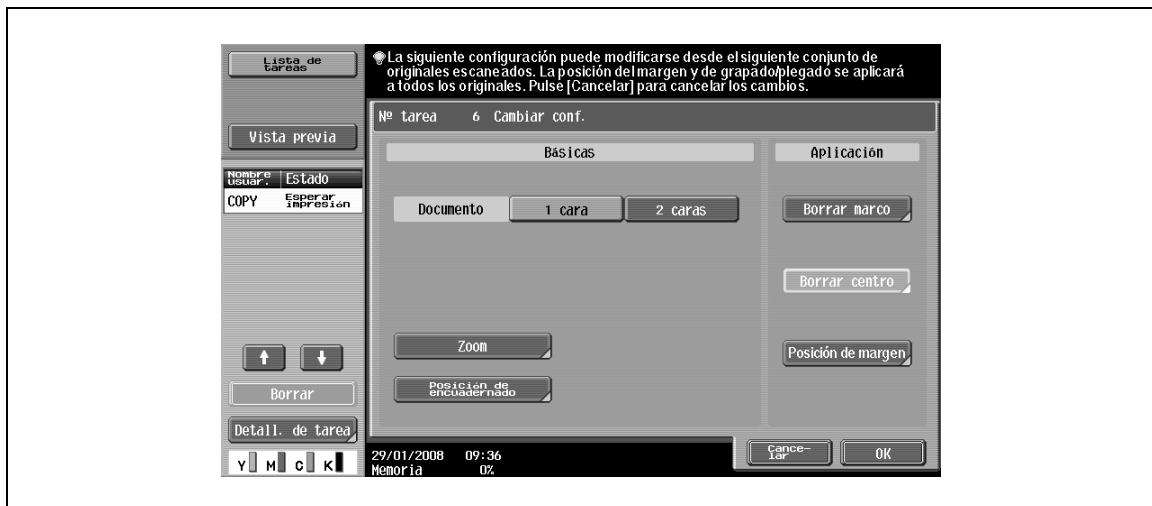 Lista de
tareas
La siguiente configuración puede modificarse desde el siguiente conjunto de
originales escaneados. La posición del margen y de grapado/plegado se aplicará
a todos los originales. Pulse [Cancelar] para cancelar los cambios.
Nº tarea 6 Cambiar conf.
Vista previa
Básicas
Aplicación
Nombre
usuar.
Estado
COPY
Esperar
impresión
Documento
1 cara
2 caras
Borrar marco
Borrar centro
Zoom
Posición de margen
Posición de
encuadernado
Borrar
Detall. de tarea
Y M C K
29/01/2008 09:36
Memoria 0%
Cance-
lar
OK